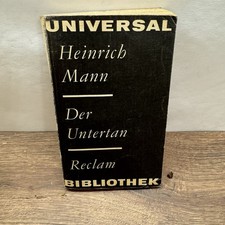 UNIVERSAL
Heinrich
Mann
Der
Untertan
Reclam
BIBLIOTHEK